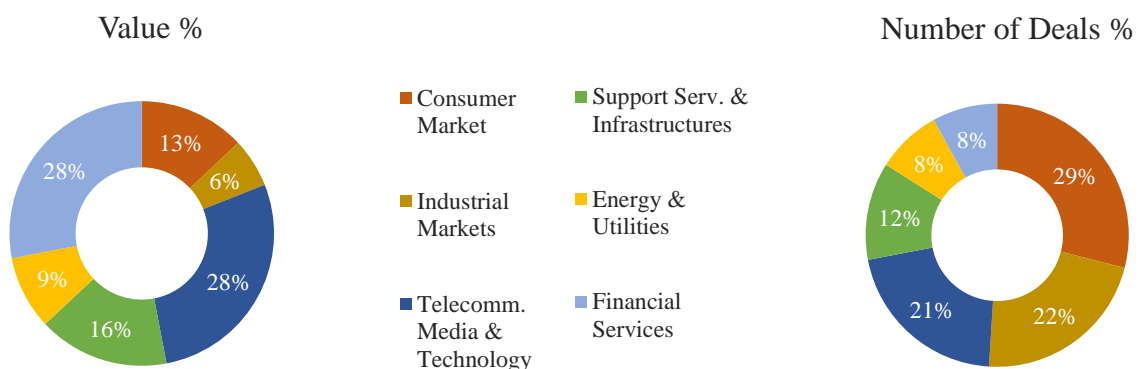 Value %
Number of Deals %
13%
6%
28%
16%
9%
28%
Consumer
Market
Support Serv. &
Infrastructures
Industrial
Markets
Energy &
Utilities
Telecomm.
Media &
Technology
Financial
Services
29%
22%
21%
12%
8%
8%